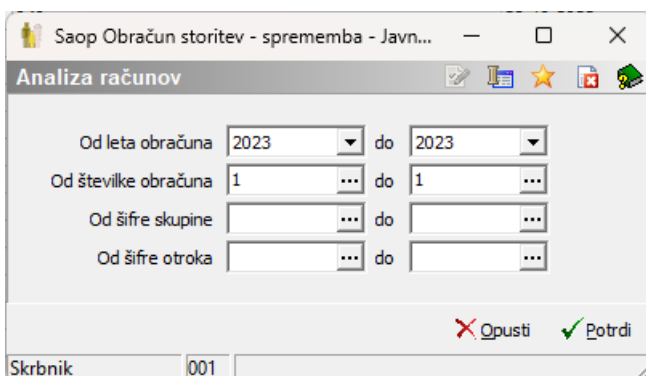 Saop Obračun storitev - sprememba - Javn...
Analiza računov
Od leta obračuna 2023 do 2023
Od številke obračuna 1 do 1
Od šifre skupine do
Od šifre otroka do
Opusti Potrdi
Skrbnik 001